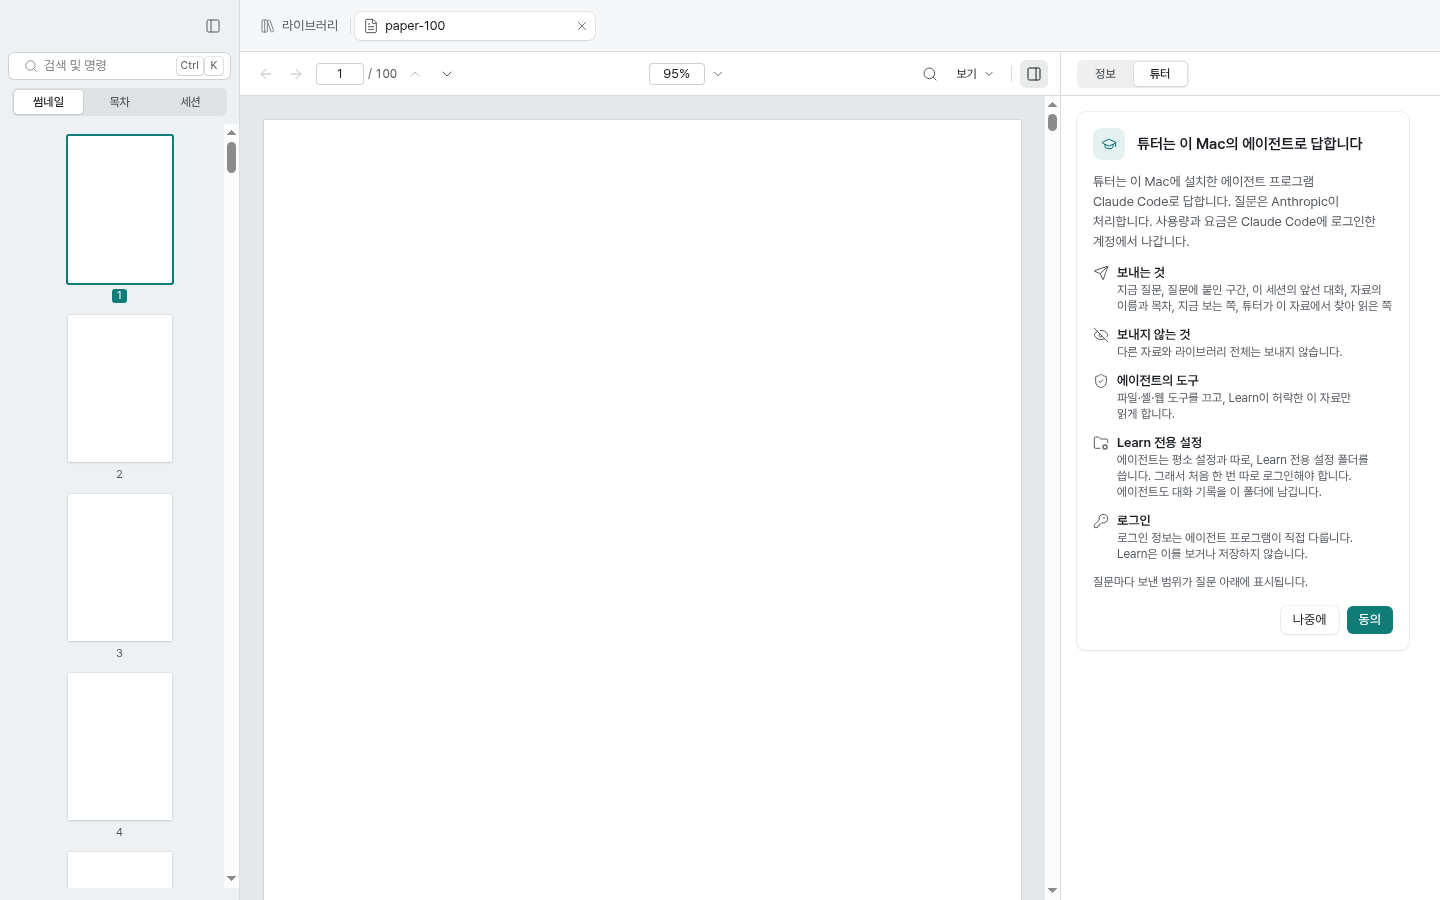 라이브러리
paper-100
검색 및 명령
Ctrl
K
썸네일
목차
세션
1
2
3
4
1
/ 100
95%
보기
정보
튜터
튜터는 이 Mac의 에이전트로 답합니다
튜터는 이 Mac에 설치한 에이전트 프로그램
Claude Code로 답합니다. 질문은 Anthropic이
처리합니다. 사용량과 요금은 Claude Code에 로그인한
계정에서 나갑니다.
보내는 것
지금 질문, 질문에 붙인 구간, 이 세션의 앞선 대화, 자료의
이름과 목차, 지금 보는 쪽, 튜터가 이 자료에서 찾아 읽은 쪽
보내지 않는 것
다른 자료와 라이브러리 전체는 보내지 않습니다.
에이전트의 도구
파일·셸·웹 도구를 끄고, Learn이 허락한 이 자료만
읽게 합니다.
Learn 전용 설정
에이전트는 평소 설정과 따로, Learn 전용 설정 폴더를
씁니다. 그래서 처음 한 번 따로 로그인해야 합니다.
에이전트도 대화 기록을 이 폴더에 남깁니다.
로그인
로그인 정보는 에이전트 프로그램이 직접 다룹니다.
Learn은 이를 보거나 저장하지 않습니다.
질문마다 보낸 범위가 질문 아래에 표시됩니다.
나중에
동의